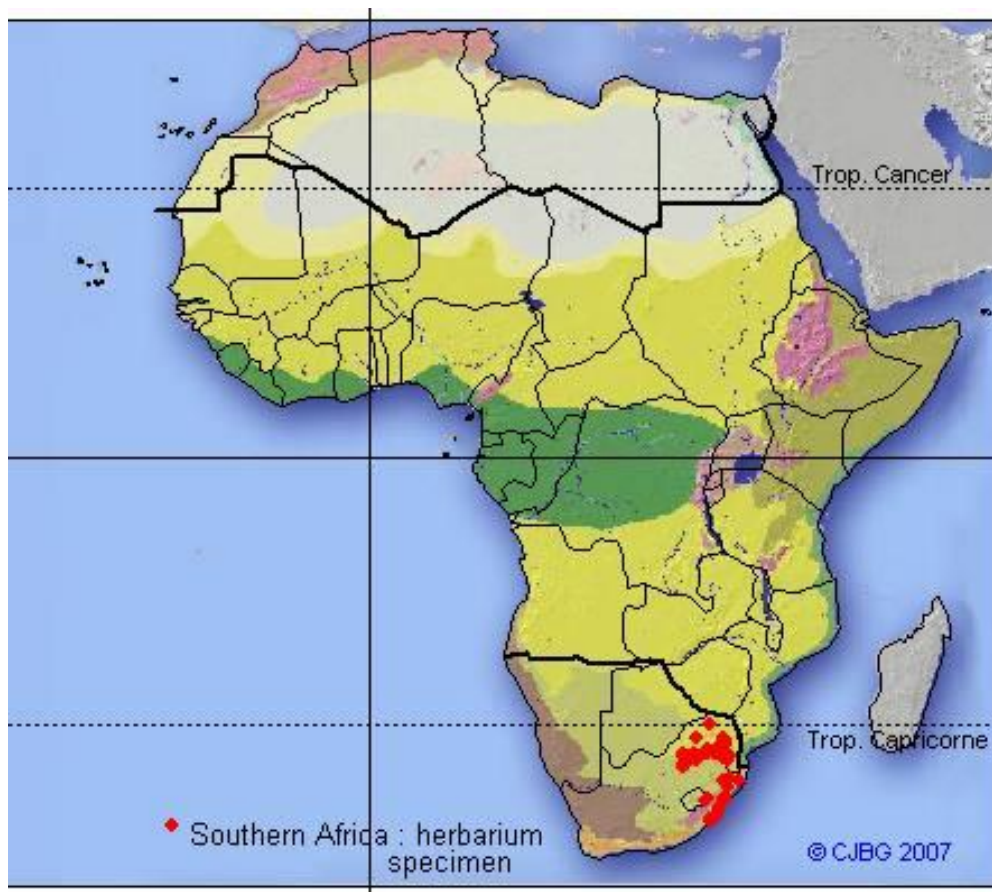 Trop. Cancer
Trop. Capricorne
Southern Africa : herbarium
specimen
© CJBG 2007